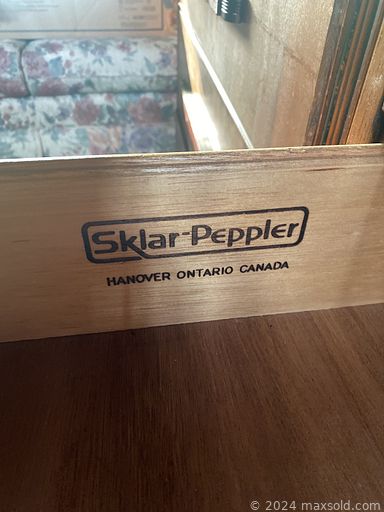 Sklar-Peppler
HANOVER ONTARIO CANADA
© 2024 maxsold.com